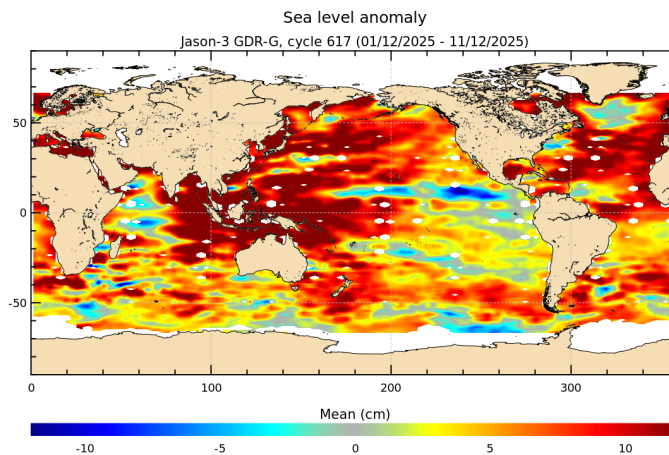 Sea level anomaly
Jason-3 GDR-G, cycle 617 (01/12/2025 - 11/12/2025)
50
0
-50
0 100 200 300
Mean (cm)
-10 -5 0 5 10